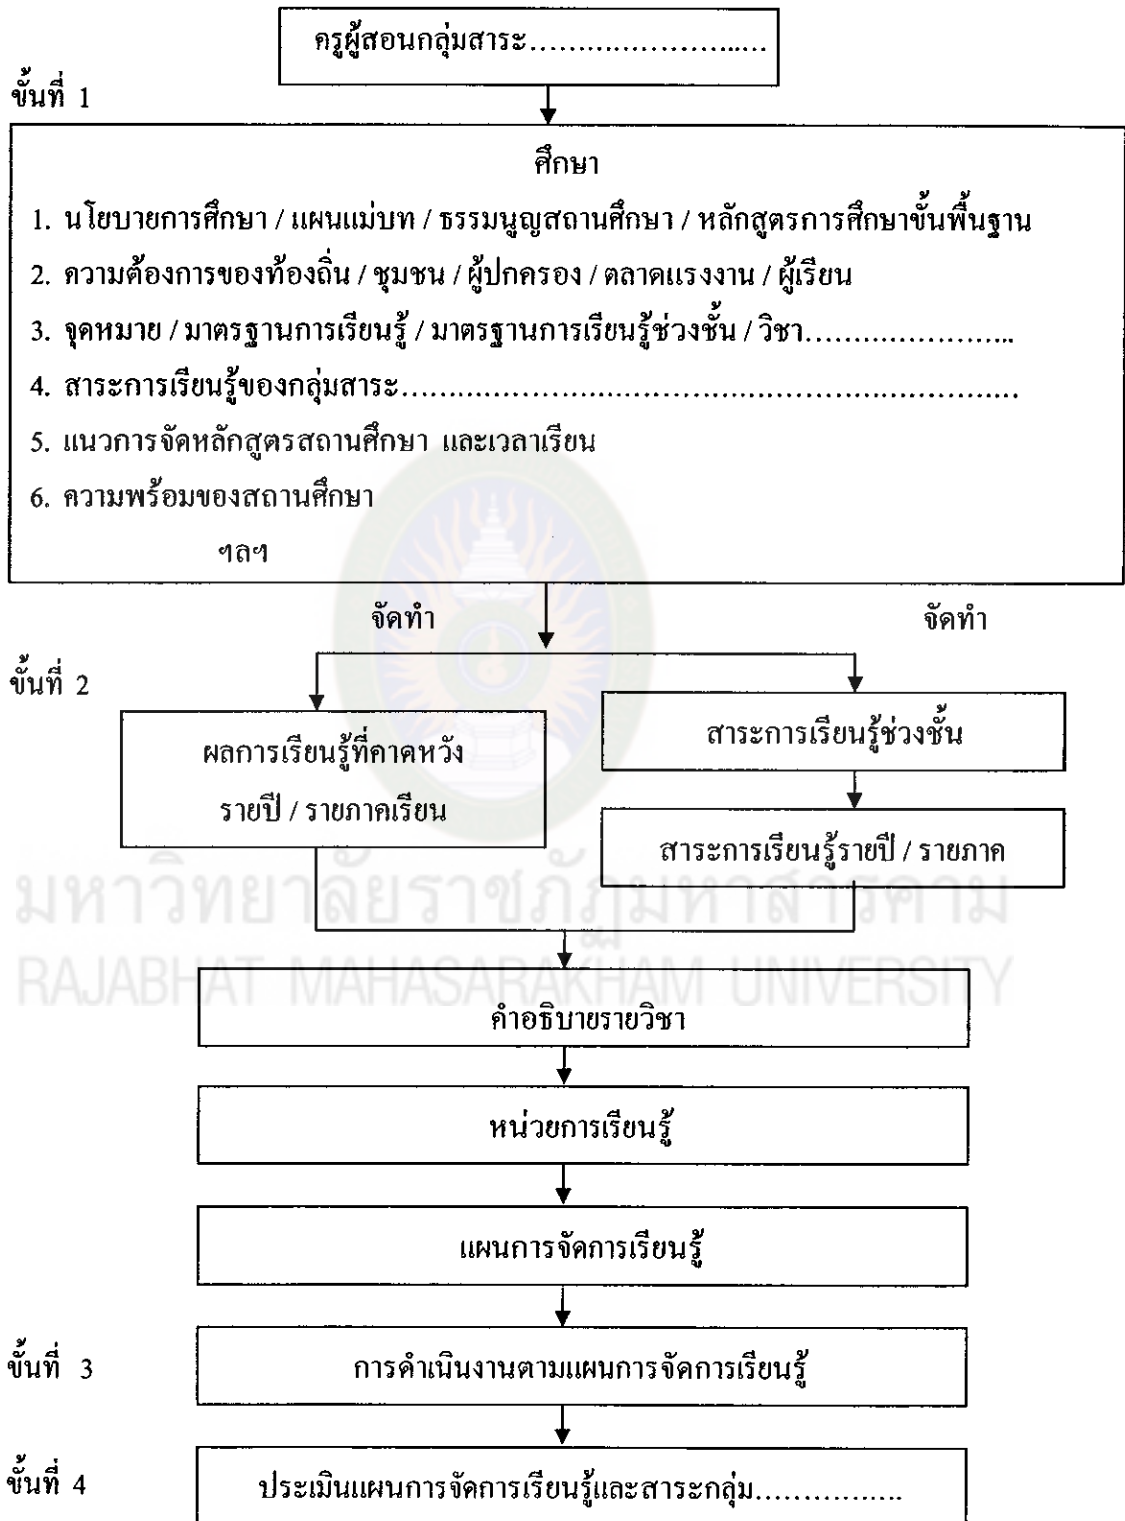 ครูผู้สอนกลุ่มสาระ…………………......
ขั้นที่ 1
ศึกษา
1. นโยบายการศึกษา / แผนแม่บท / ธรรมนูญสถานศึกษา / หลักสูตรการศึกษาขั้นพื้นฐาน
2. ความต้องการของท้องถิ่น / ชุมชน / ผู้ปกครอง / ตลาดแรงงาน / ผู้เรียน
3. จุดหมาย / มาตรฐานการเรียนรู้ / มาตรฐานการเรียนรู้ช่วงชั้น / วิชา…………………..
4. สาระการเรียนรู้ของกลุ่มสาระ……………………………………………………………
5. แนวการจัดหลักสูตรสถานศึกษา และเวลาเรียน
6. ความพร้อมของสถานศึกษา
ฯลฯ
จัดทำ จัดทำ
ขั้นที่ 2
สาระการเรียนรู้ช่วงชั้น
ผลการเรียนรู้ที่คาดหวัง
รายปี / รายภาคเรียน
สาระการเรียนรู้รายปี / รายภาค
มหาวิทยาลัยราชภัฏมหาสารคาม
RAJABHAT MAHASARAKHAM UNIVERSITY
คำอธิบายรายวิชา
หน่วยการเรียนรู้
แผนการจัดการเรียนรู้
ขั้นที่ 3 การดำเนินงานตามแผนการจัดการเรียนรู้
ขั้นที่ 4 ประเมินแผนการจัดการเรียนรู้และสาระกลุ่ม…………….